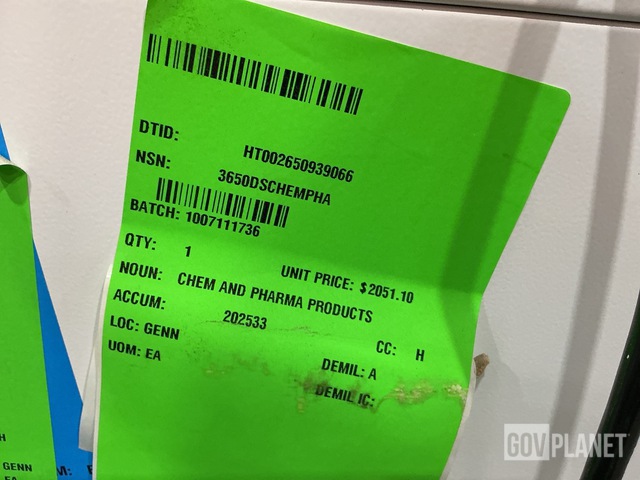 DTID: HT002650939066
NSN: 3650DSCHEMPHA
BATCH: 1007111736
QTY: 1
UNIT PRICE: $2051.10
NOUN: CHEM AND PHARMA PRODUCTS
ACCUM: 202533
LOC: GENN
CC: H
UOM: EA
DEMIL: A
DEMIL IC:
H
GENN
EA
M:
GOVPLANET